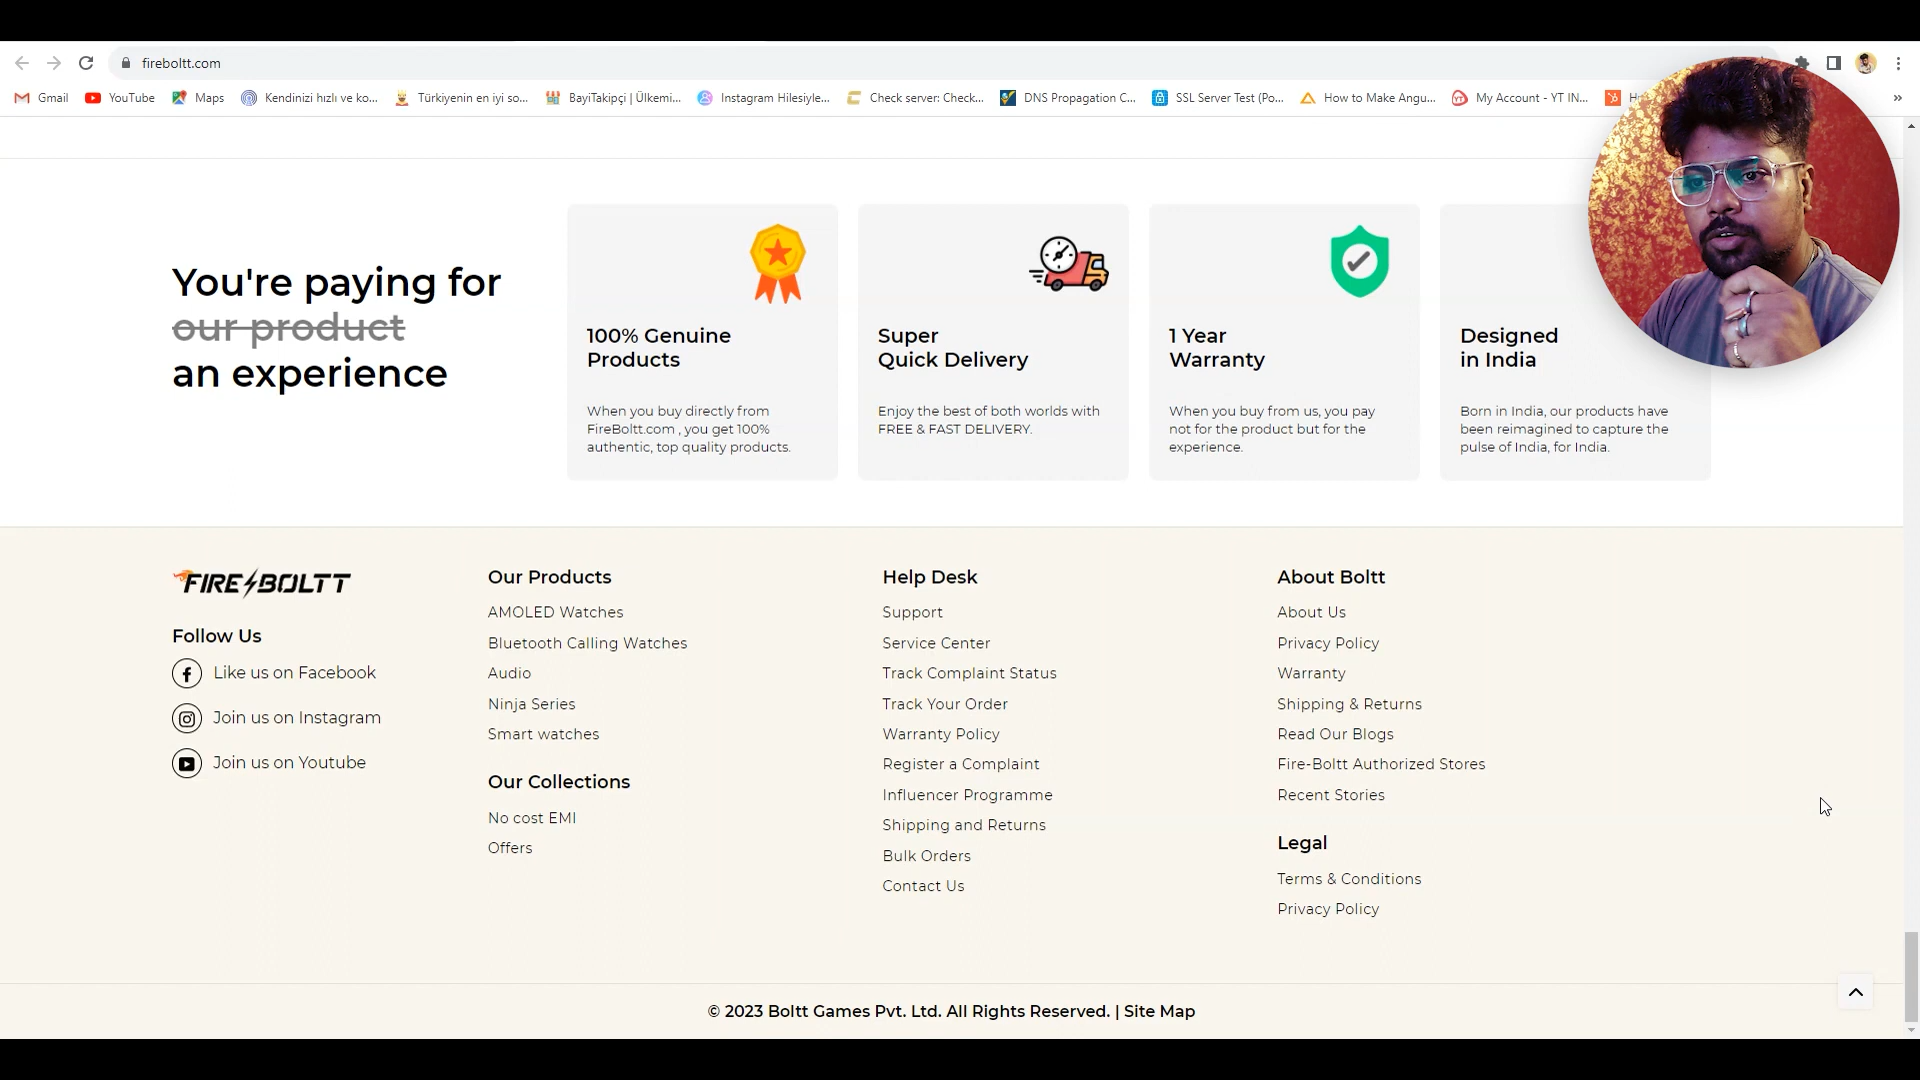 fireboltt.com
Gmail
YouTube
Maps
Kendinizi hızlı ve ko...
Türkiyenin en iyi so...
BayiTakipçi | Ülkemi...
Instagram Hilesiyle...
Check server: Check...
DNS Propagation C...
SSL Server Test (Po...
How to Make Angu...
My Account - YT IN...
You're paying for
our product
an experience
100% Genuine
Products
When you buy directly from
FireBoltt.com , you get 100%
authentic, top quality products.
Super
Quick Delivery
Enjoy the best of both worlds with
FREE & FAST DELIVERY.
1 Year
Warranty
When you buy from us, you pay
not for the product but for the
experience.
Designed
in India
Born in India, our products have
been reimagined to capture the
pulse of India, for India.
FIRE BOLTT
Follow Us
Like us on Facebook
Join us on Instagram
Join us on Youtube
Our Products
AMOLED Watches
Bluetooth Calling Watches
Audio
Ninja Series
Smart watches
Our Collections
No cost EMI
Offers
Help Desk
Support
Service Center
Track Complaint Status
Track Your Order
Warranty Policy
Register a Complaint
Influencer Programme
Shipping and Returns
Bulk Orders
Contact Us
About Boltt
About Us
Privacy Policy
Warranty
Shipping & Returns
Read Our Blogs
Fire-Boltt Authorized Stores
Recent Stories
Legal
Terms & Conditions
Privacy Policy
© 2023 Boltt Games Pvt. Ltd. All Rights Reserved. | Site Map